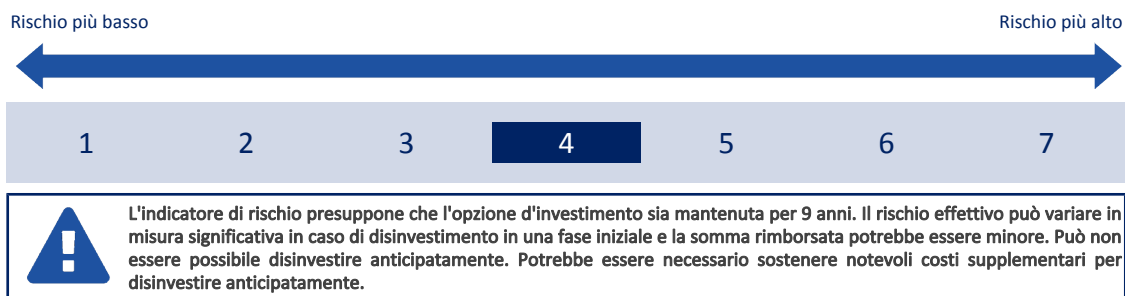 Rischio più basso Rischio più alto
1 2 3 4 5 6 7
L'indicatore di rischio presuppone che l'opzione d'investimento sia mantenuta per 9 anni. Il rischio effettivo può variare in
misura significativa in caso di disinvestimento in una fase iniziale e la somma rimborsata potrebbe essere minore. Può non
essere possibile disinvestire anticipatamente. Potrebbe essere necessario sostenere notevoli costi supplementari per
disinvestire anticipatamente.